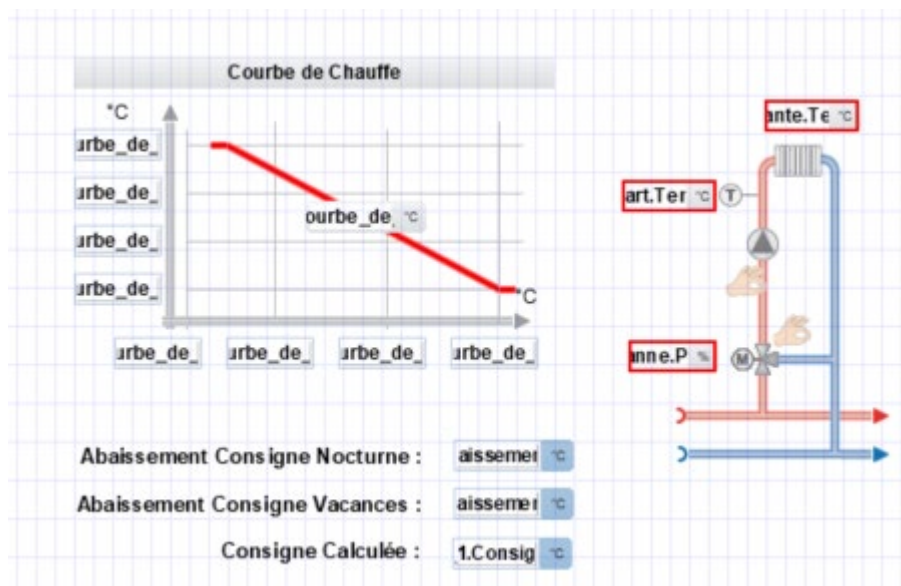 Courbe de Chauffe
°C
urbe_de_
urbe_de_
urbe_de_
urbe_de_
ourbe_de_ °C
°C
urbe_de_ urbe_de_ urbe_de_ urbe_de_
ante.Te °C
art.Ter °C T
anne.P % M
Abaissement Consigne Nocturne : aissemer °C
Abaissement Consigne Vacances : aissemer °C
Consigne Calculée : 1.Consig °C